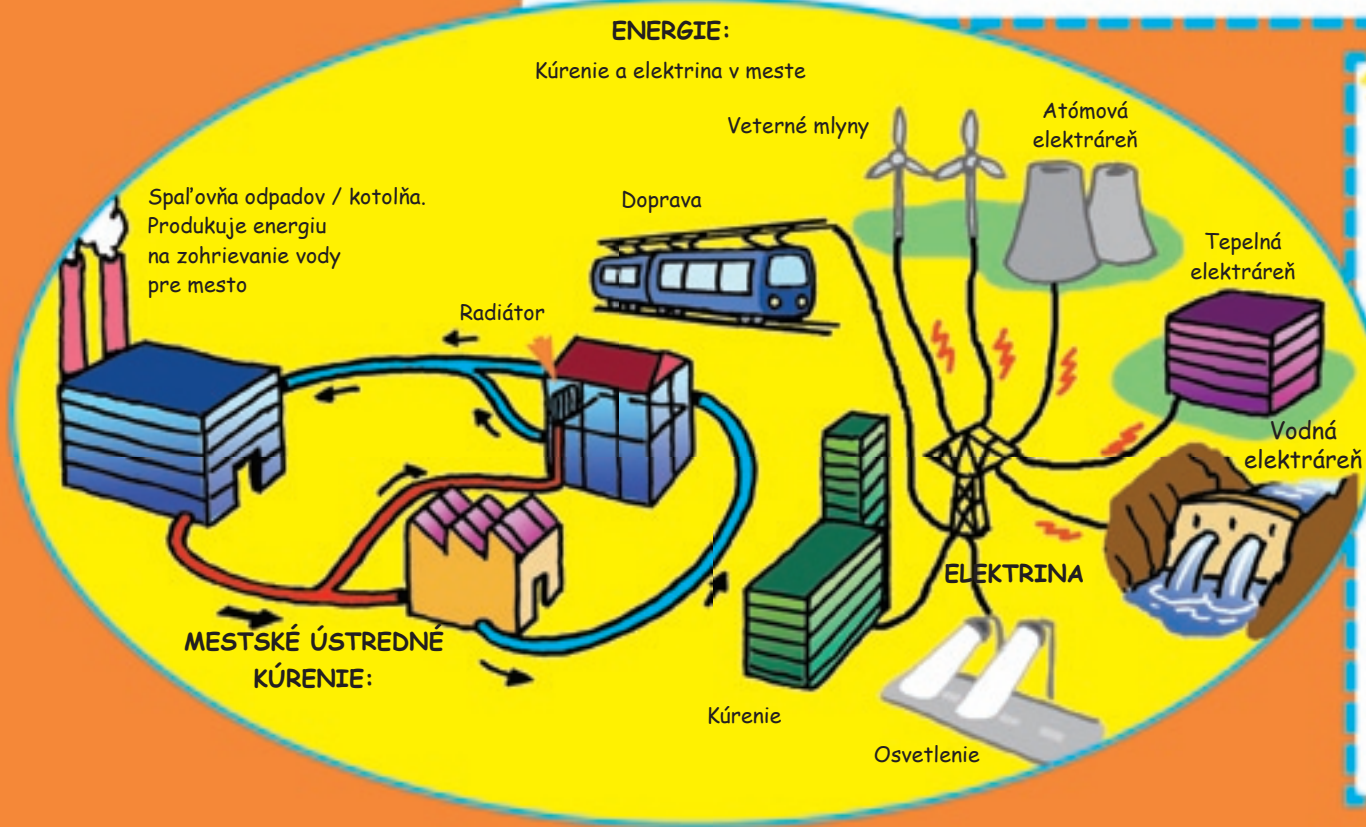 ENERGIE:
Kúrenie a elektrina v meste
Veterné mlyny
Atómová
elektráreň
Spaľovňa odpadov / kotolňa.
Produkuje energiu
na zohrievanie vody
pre mesto
Doprava
Tepelná
elektráreň
Radiátor
Vodná
elektráreň
ELEKTRINA
MESTSKÉ ÚSTREDNÉ
KÚRENIE:
Kúrenie
Osvetlenie